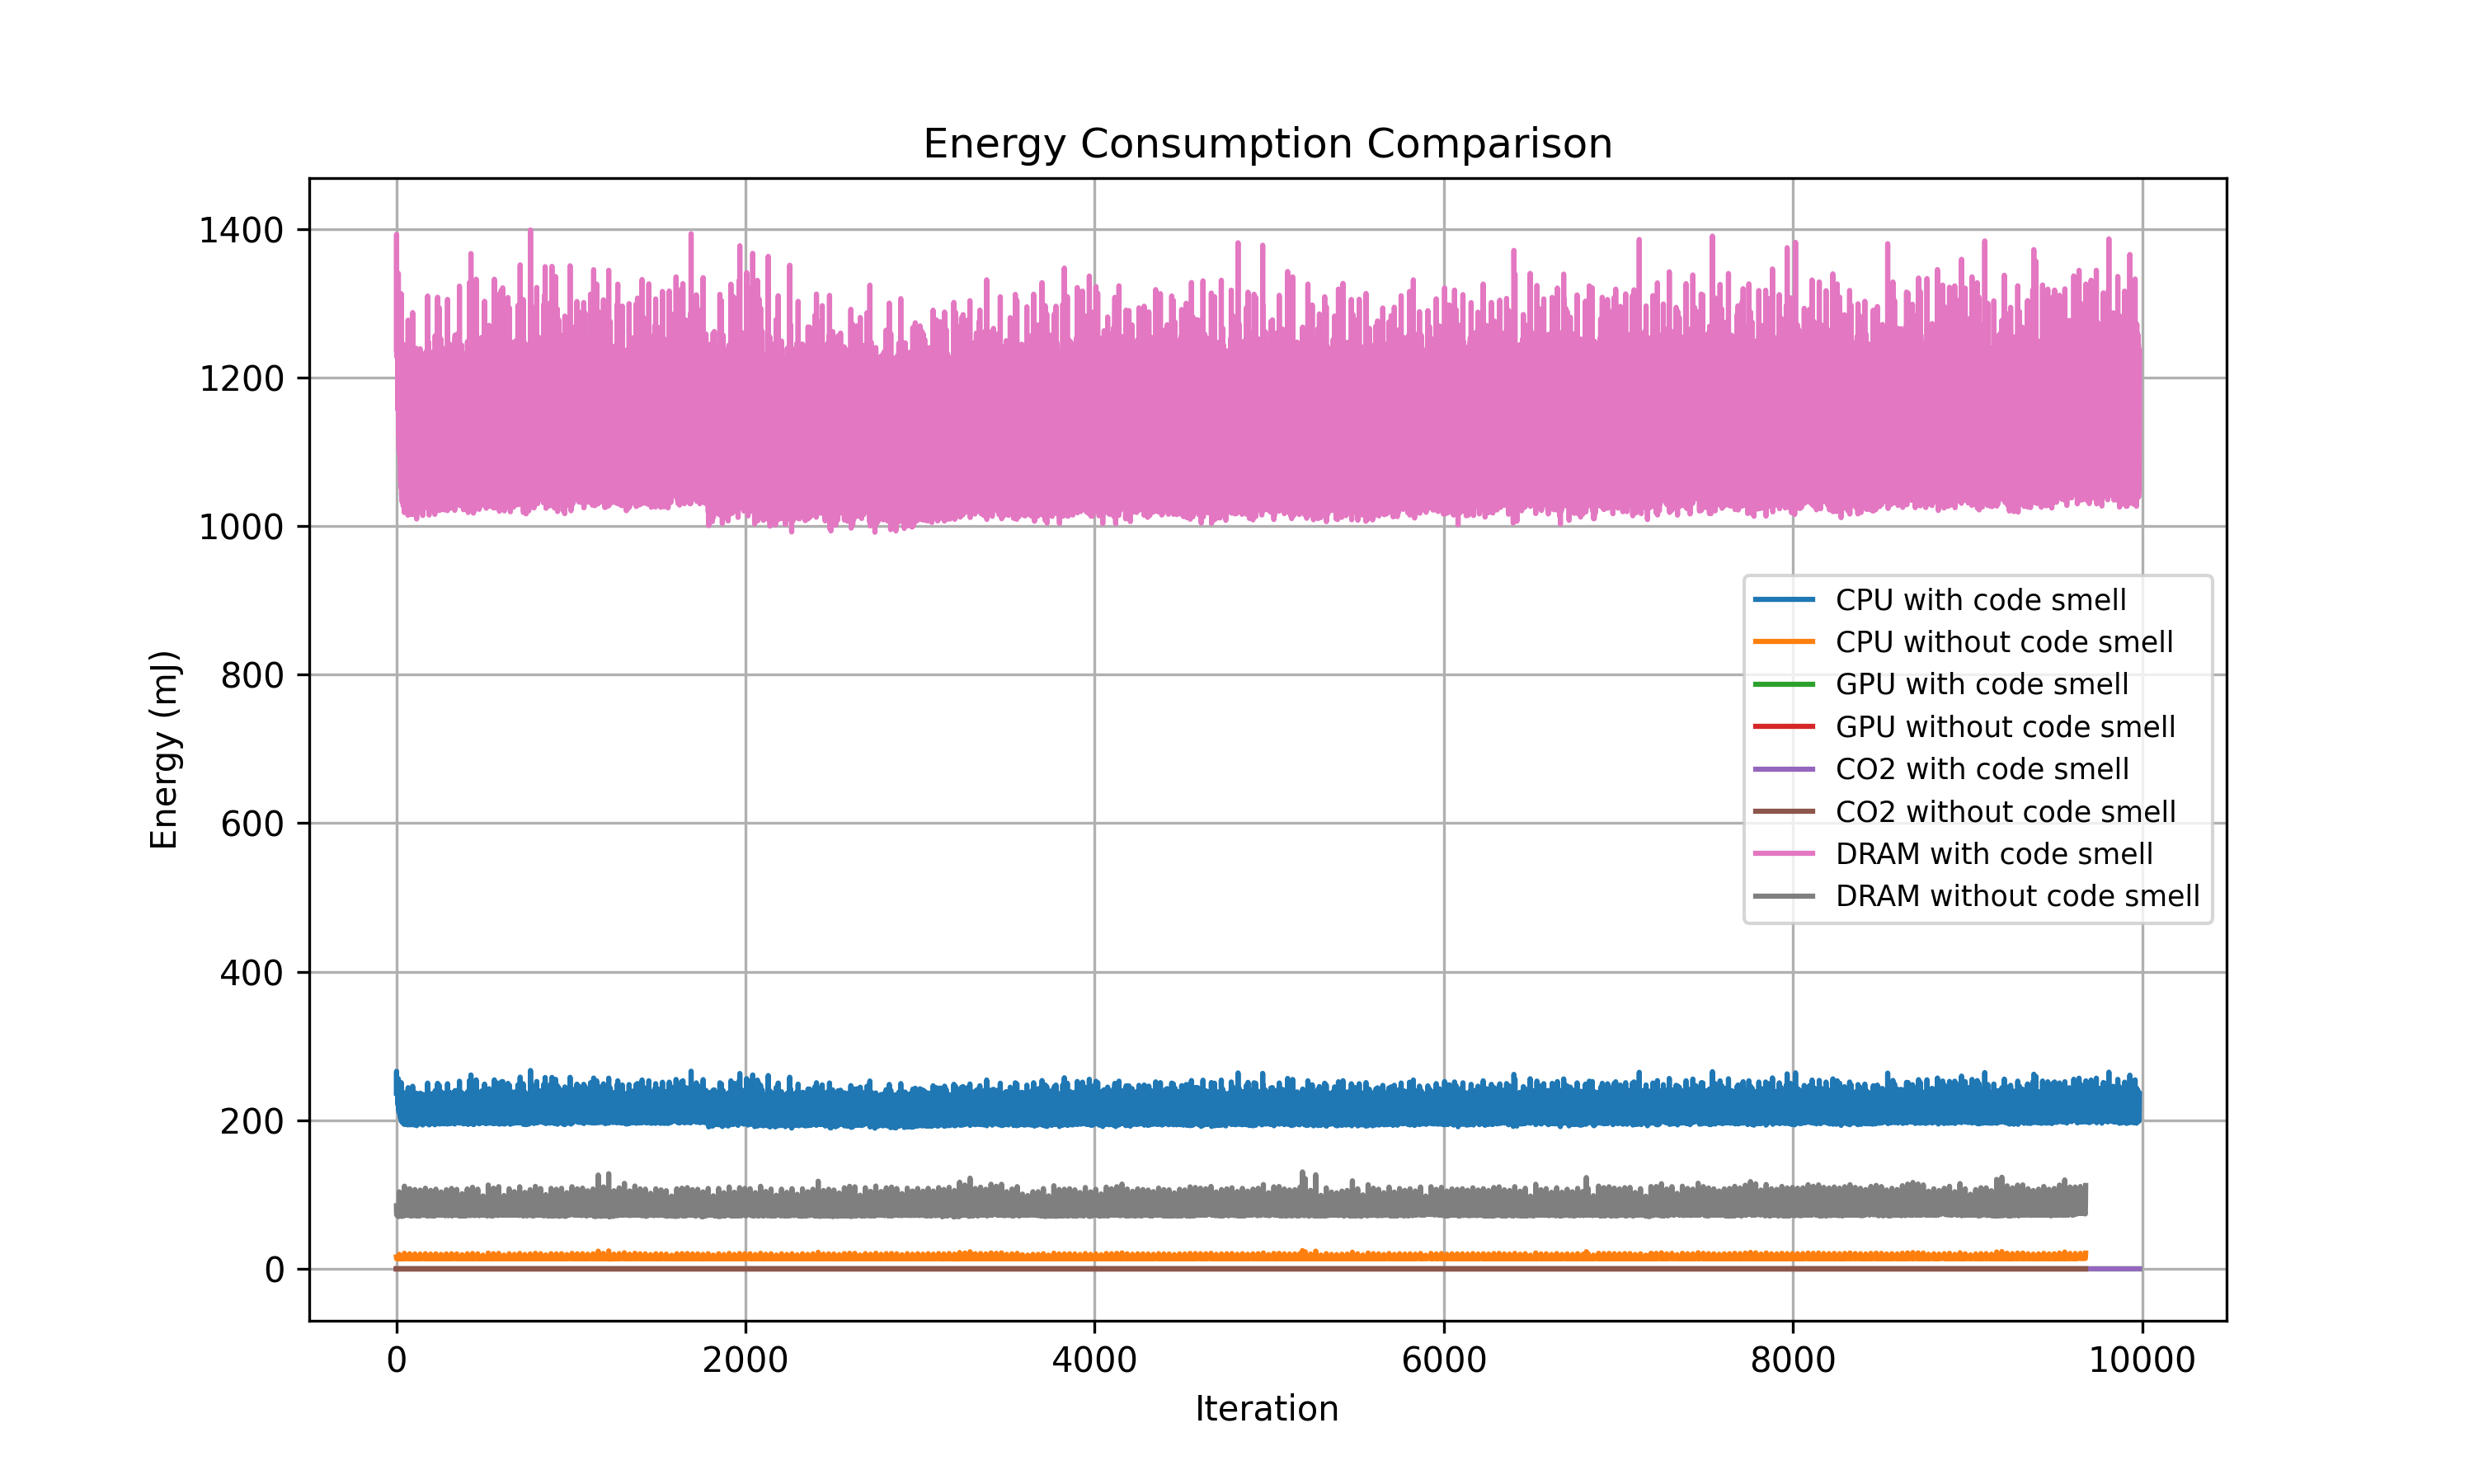 Energy Consumption Comparison
1400
1200
1000
800
600
400
200
0
Energy (mJ)
CPU with code smell
CPU without code smell
GPU with code smell
GPU without code smell
CO2 with code smell
CO2 without code smell
DRAM with code smell
DRAM without code smell
0 2000 4000 6000 8000 10000
Iteration